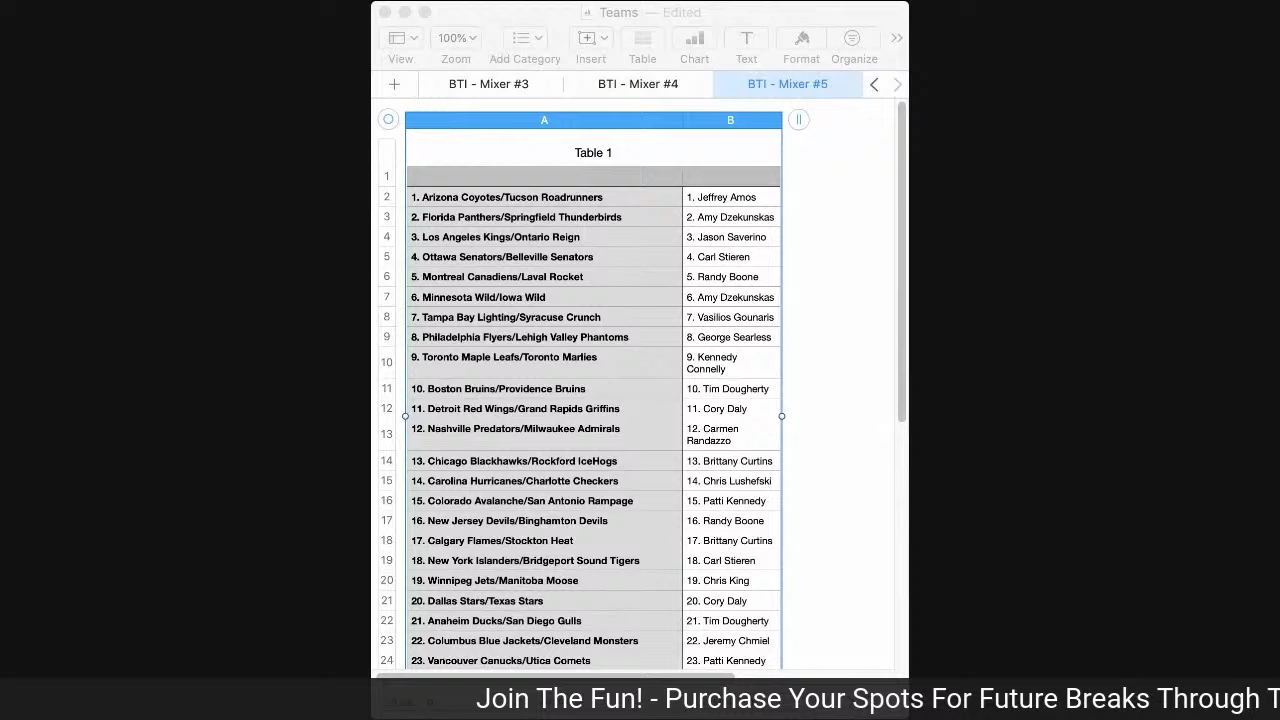 Teams — Edited
100%
View Zoom Add Category Insert Table Chart Text Format Organize
BTI - Mixer #3 BTI - Mixer #4 BTI - Mixer #5
A B
Table 1
1
2 1. Arizona Coyotes/Tucson Roadrunners 1. Jeffrey Amos
3 2. Florida Panthers/Springfield Thunderbirds 2. Amy Dzekunskas
4 3. Los Angeles Kings/Ontario Reign 3. Jason Saverino
5 4. Ottawa Senators/Belleville Senators 4. Carl Stieren
6 5. Montreal Canadiens/Laval Rocket 5. Randy Boone
7 6. Minnesota Wild/Iowa Wild 6. Amy Dzekunskas
8 7. Tampa Bay Lighting/Syracuse Crunch 7. Vasilios Gounaris
9 8. Philadelphia Flyers/Lehigh Valley Phantoms 8. George Searless
10 9. Toronto Maple Leafs/Toronto Marlies 9. Kennedy
Connelly
11 10. Boston Bruins/Providence Bruins 10. Tim Dougherty
12 11. Detroit Red Wings/Grand Rapids Griffins 11. Cory Daly
13 12. Nashville Predators/Milwaukee Admirals 12. Carmen
Randazzo
14 13. Chicago Blackhawks/Rockford IceHogs 13. Brittany Curtins
15 14. Carolina Hurricanes/Charlotte Checkers 14. Chris Lushefski
16 15. Colorado Avalanche/San Antonio Rampage 15. Patti Kennedy
17 16. New Jersey Devils/Binghamton Devils 16. Randy Boone
18 17. Calgary Flames/Stockton Heat 17. Brittany Curtins
19 18. New York Islanders/Bridgeport Sound Tigers 18. Carl Stieren
20 19. Winnipeg Jets/Manitoba Moose 19. Chris King
21 20. Dallas Stars/Texas Stars 20. Cory Daly
22 21. Anaheim Ducks/San Diego Gulls 21. Tim Dougherty
23 22. Columbus Blue Jackets/Cleveland Monsters 22. Jeremy Chmiel
24 23. Vancouver Canucks/Utica Comets 23. Patti Kennedy
Join The Fun! - Purchase Your Spots For Future Breaks Through T